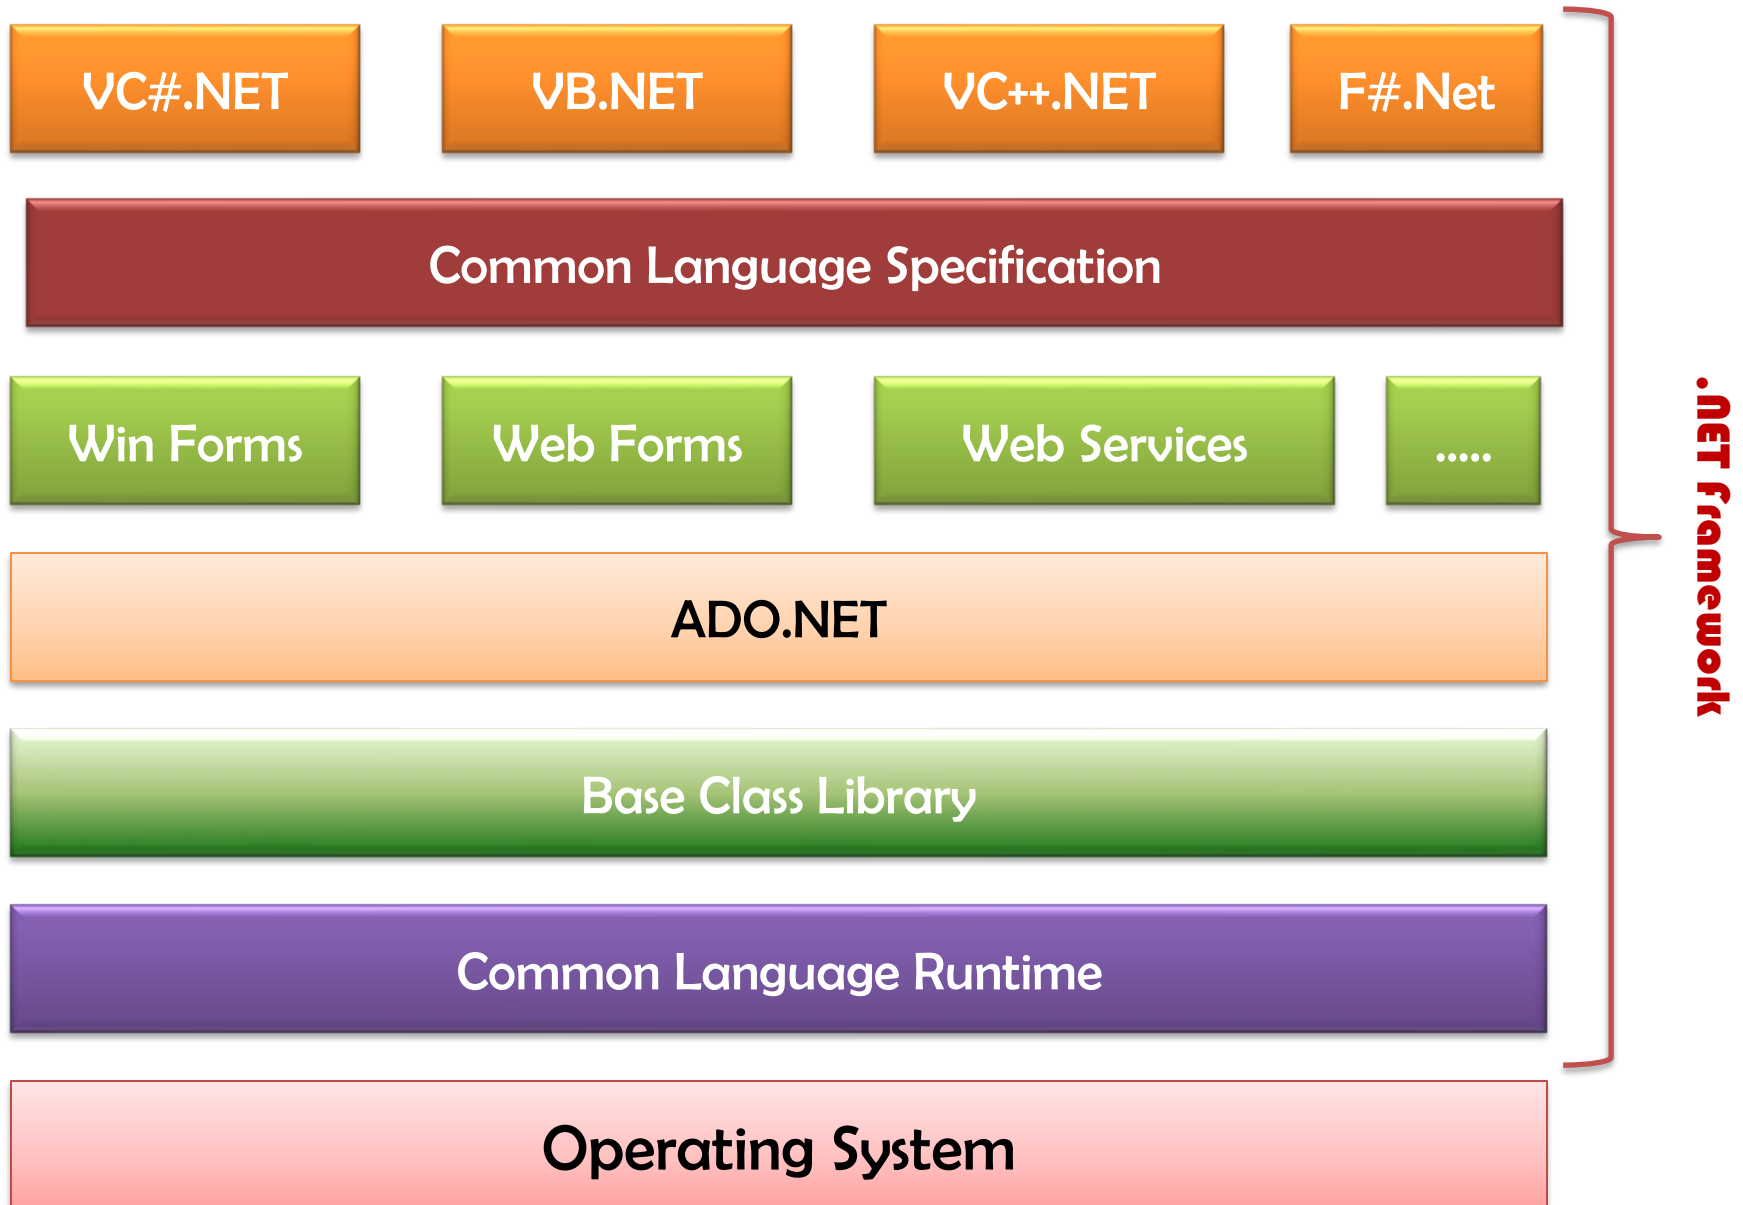 VC#.NET
VB.NET
VC++.NET
F#.Net
Common Language Specification
Win Forms
Web Forms
Web Services
.....
ADO.NET
Base Class Library
Common Language Runtime
Operating System
.NET Framework